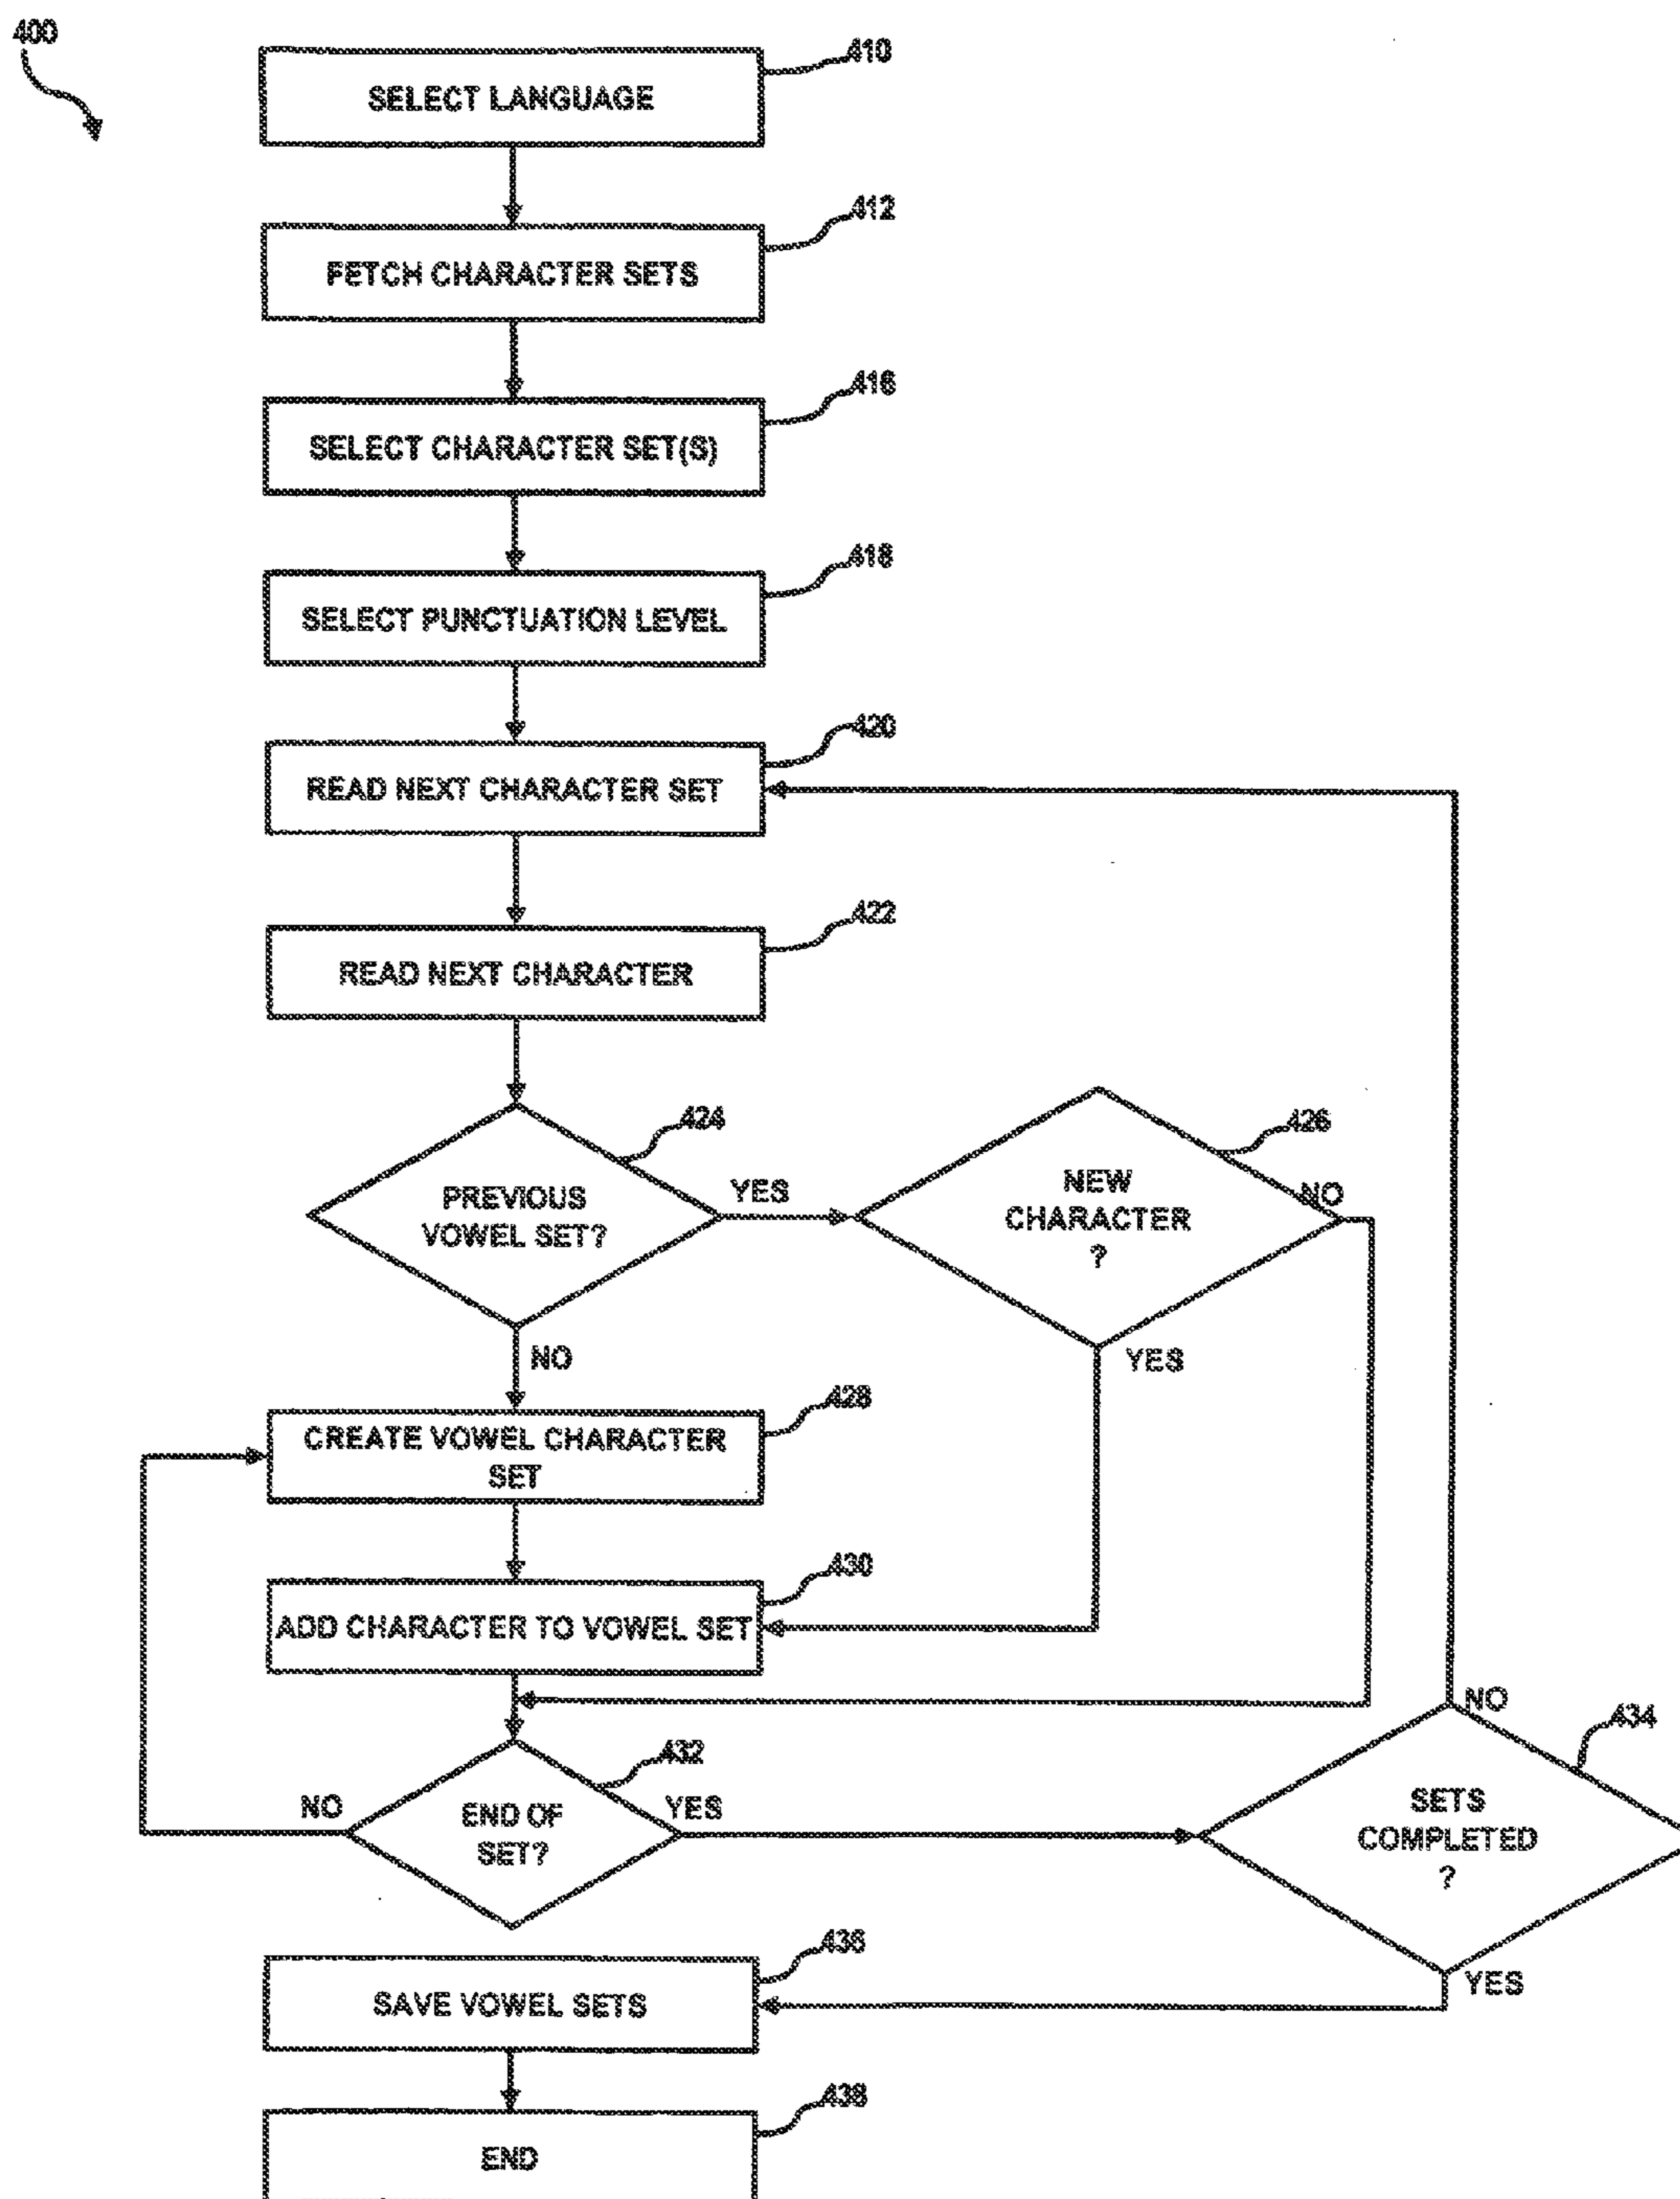 400
410
SELECT LANGUAGE
412
FETCH CHARACTER SETS
416
SELECT CHARACTER SET(S)
418
SELECT PUNCTUATION LEVEL
420
READ NEXT CHARACTER SET
422
READ NEXT CHARACTER
424
PREVIOUS
VOWEL SET?
YES
NO
426
NEW
CHARACTER
?
NO
YES
428
CREATE VOWEL CHARACTER
SET
430
ADD CHARACTER TO VOWEL SET
432
END OF
SET?
NO
YES
434
SETS
COMPLETED
?
NO
YES
436
SAVE VOWEL SETS
438
END